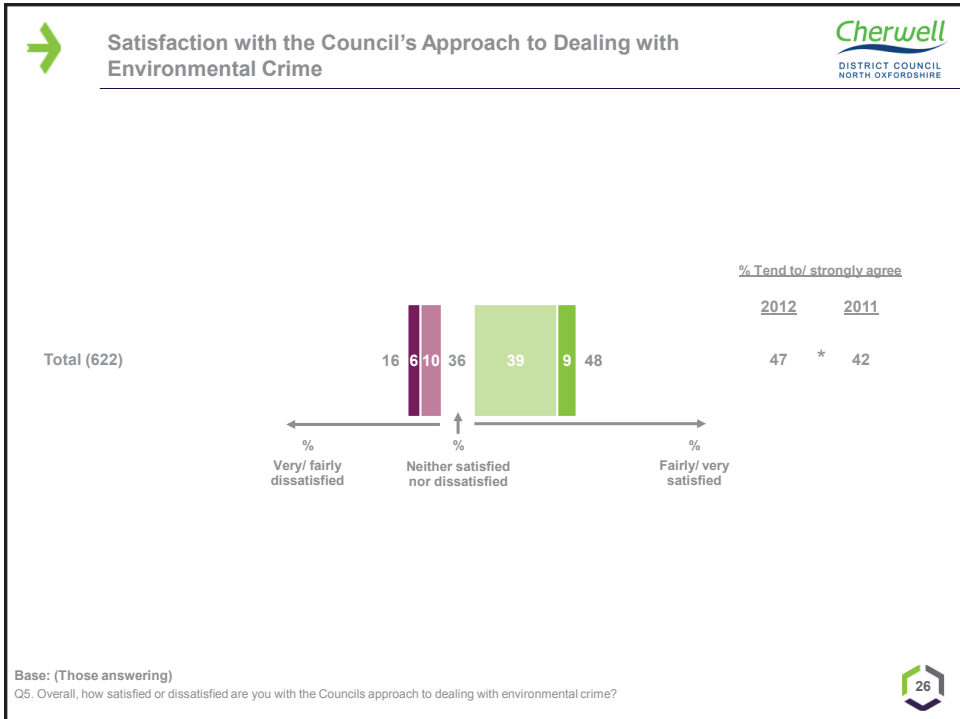 Satisfaction with the Council's Approach to Dealing with
Environmental Crime
Cherwell
DISTRICT COUNCIL
NORTH OXFORDSHIRE
% Tend to/ strongly agree
2012 2011
Total (622) 16 6 10 36 39 9 48 47 * 42
% % %
Very/ fairly
dissatisfied
Neither satisfied
nor dissatisfied
Fairly/ very
satisfied
Base: (Those answering)
Q5. Overall, how satisfied or dissatisfied are you with the Councils approach to dealing with environmental crime?
26